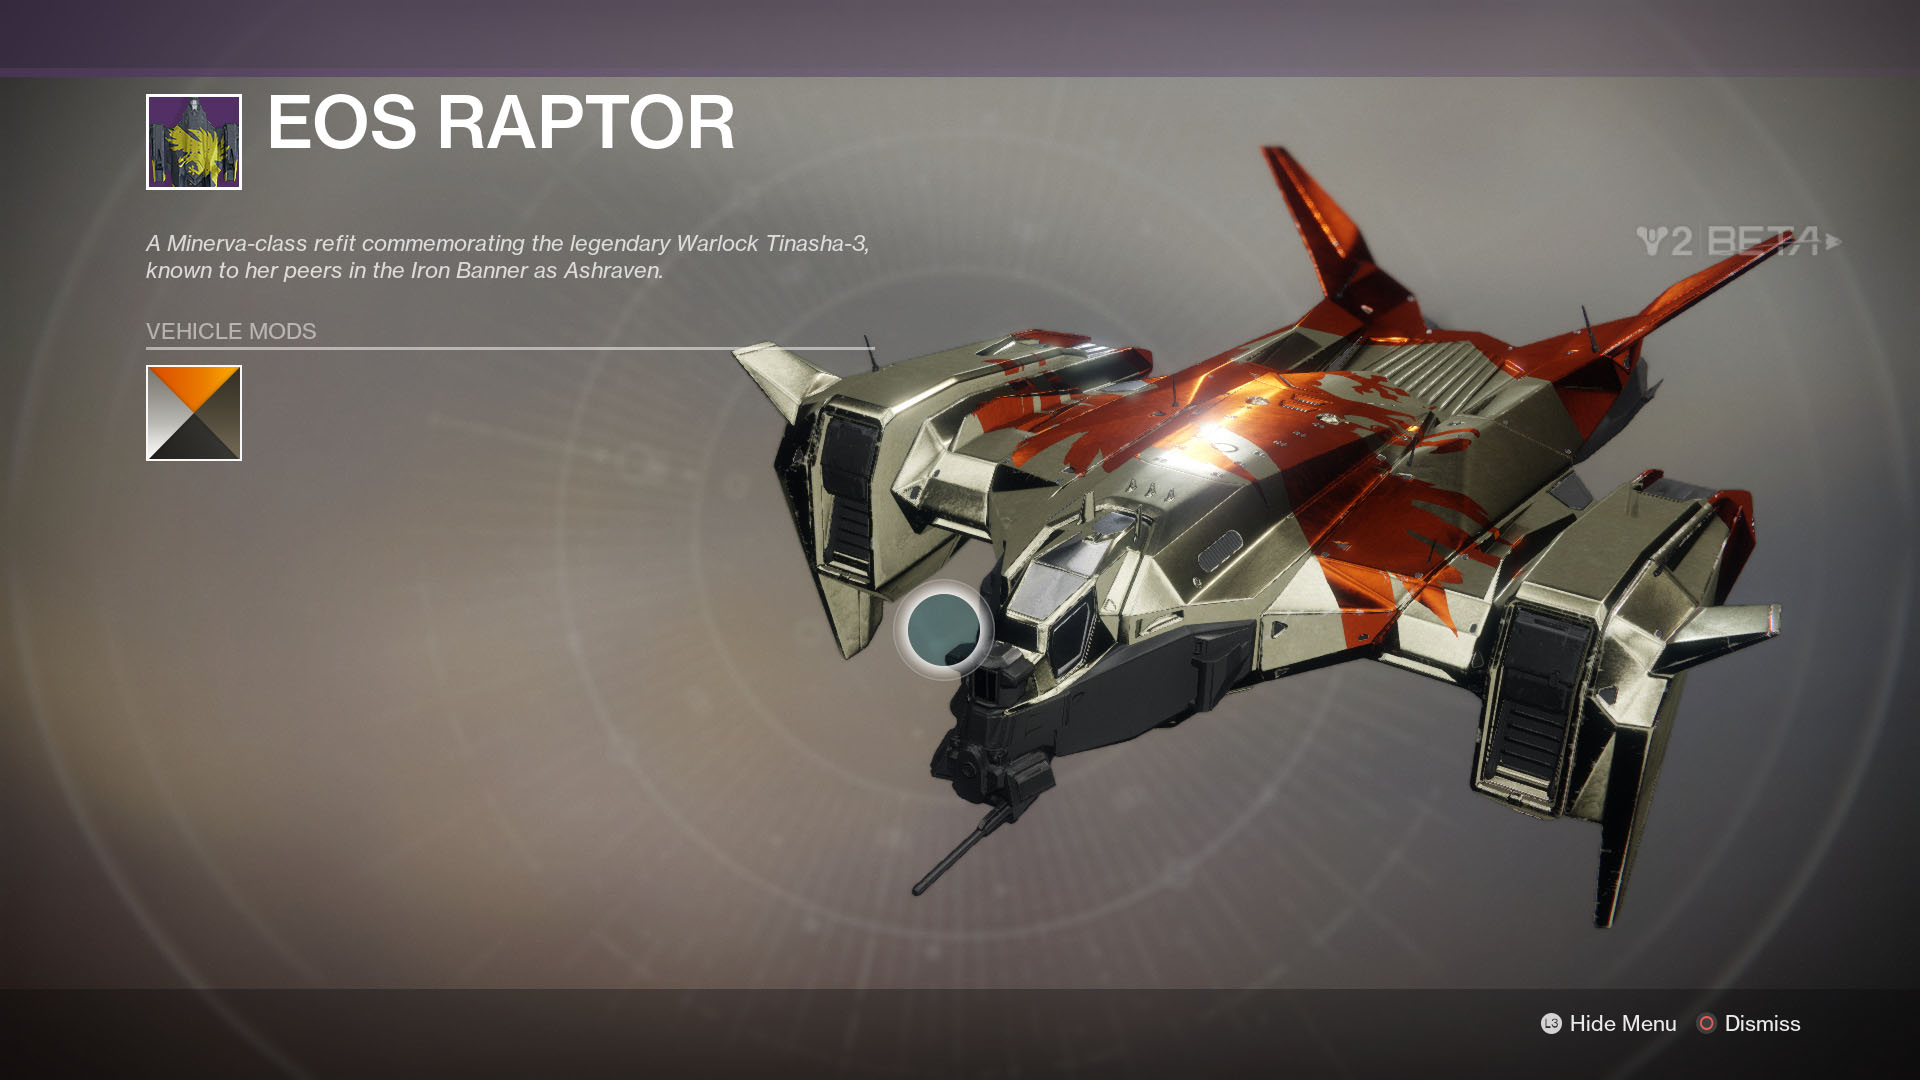 EOS RAPTOR
A Minerva-class refit commemorating the legendary Warlock Tinasha-3,
known to her peers in the Iron Banner as Ashraven.
2 BETA
VEHICLE MODS
L3 Hide Menu Dismiss